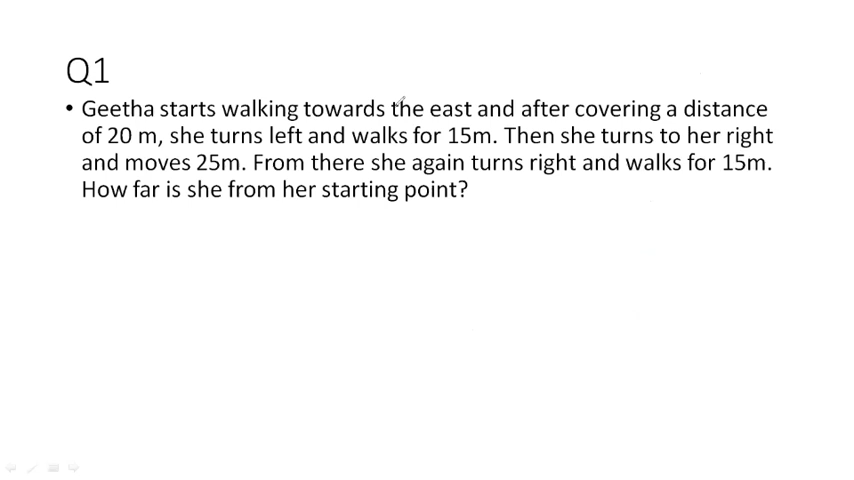 Q1
• Geetha starts walking towards the east and after covering a distance
of 20 m, she turns left and walks for 15m. Then she turns to her right
and moves 25m. From there she again turns right and walks for 15m.
How far is she from her starting point?